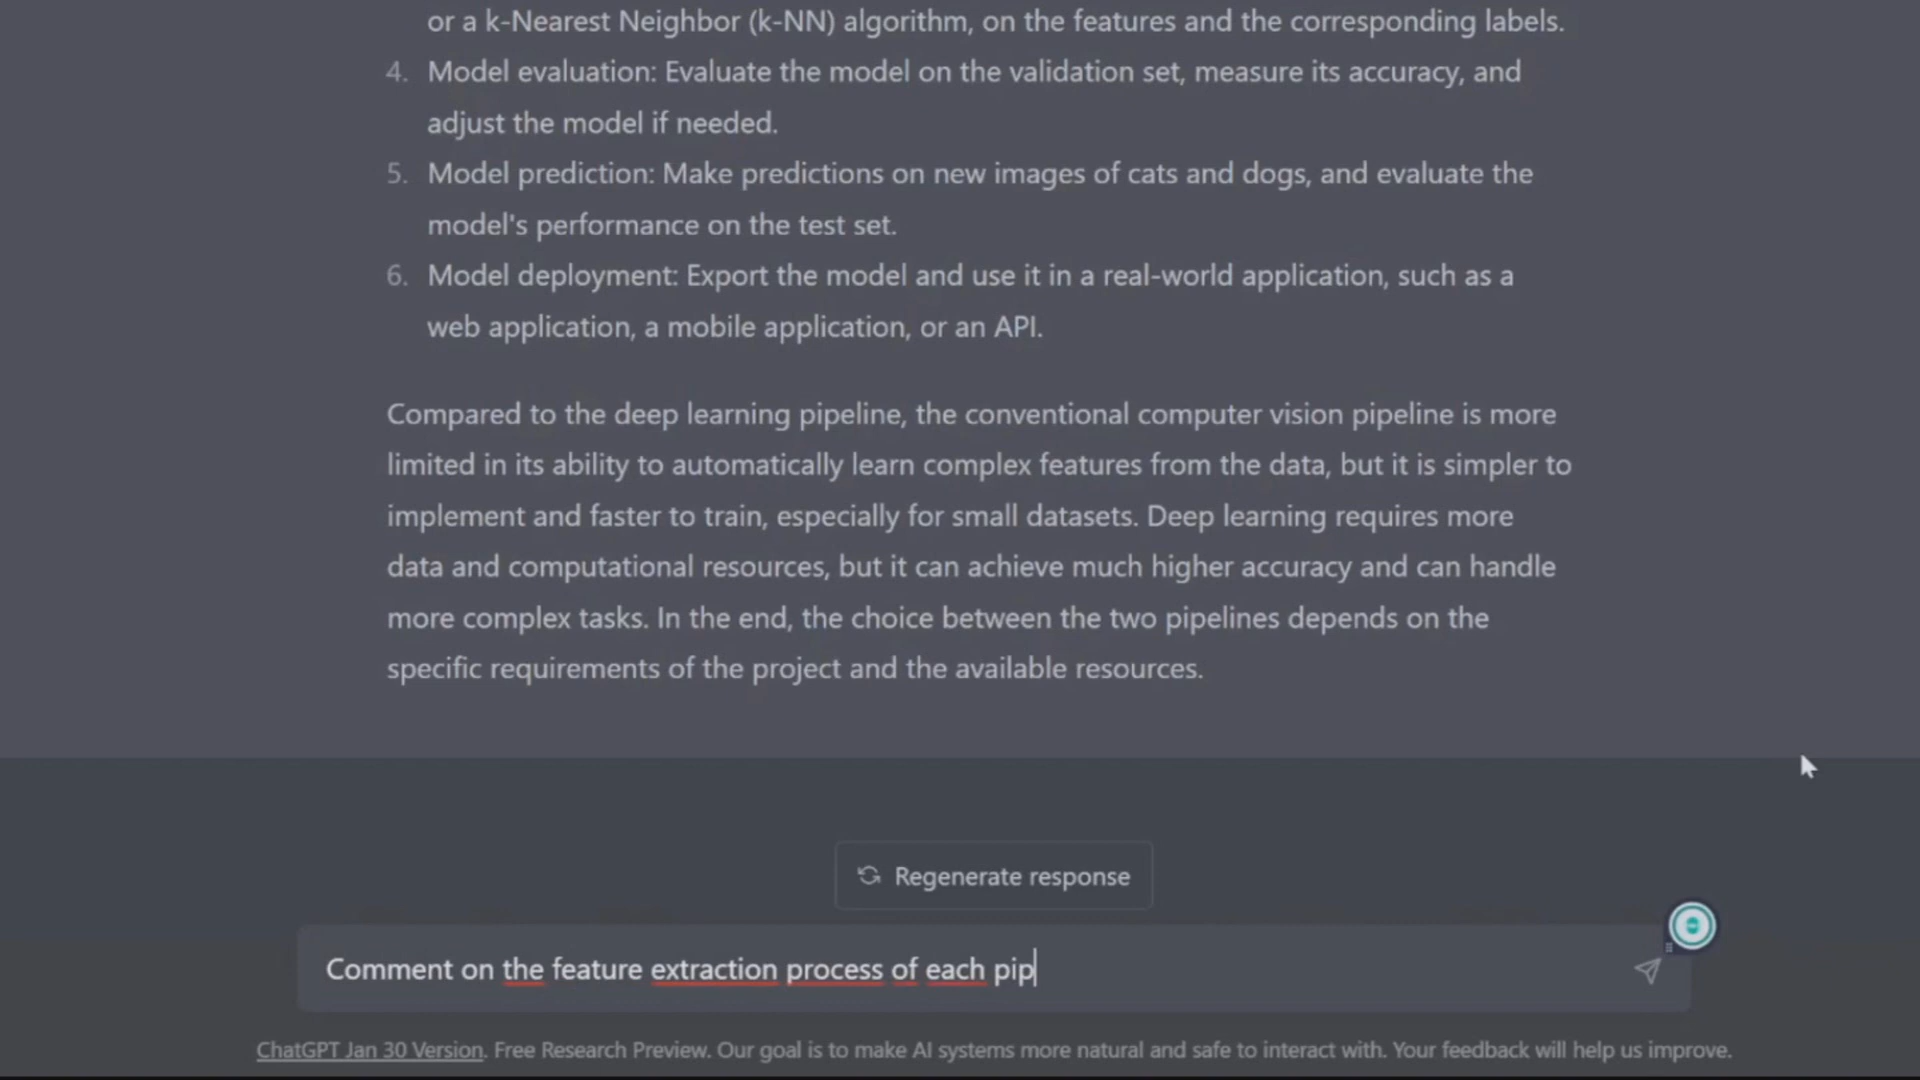 or a k-Nearest Neighbor (k-NN) algorithm, on the features and the corresponding labels.
4. Model evaluation: Evaluate the model on the validation set, measure its accuracy, and
adjust the model if needed.
5. Model prediction: Make predictions on new images of cats and dogs, and evaluate the
model's performance on the test set.
6. Model deployment: Export the model and use it in a real-world application, such as a
web application, a mobile application, or an API.
Compared to the deep learning pipeline, the conventional computer vision pipeline is more
limited in its ability to automatically learn complex features from the data, but it is simpler to
implement and faster to train, especially for small datasets. Deep learning requires more
data and computational resources, but it can achieve much higher accuracy and can handle
more complex tasks. In the end, the choice between the two pipelines depends on the
specific requirements of the project and the available resources.
Regenerate response
Comment on the feature extraction process of each pip
ChatGPT Jan 30 Version. Free Research Preview. Our goal is to make AI systems more natural and safe to interact with. Your feedback will help us improve.